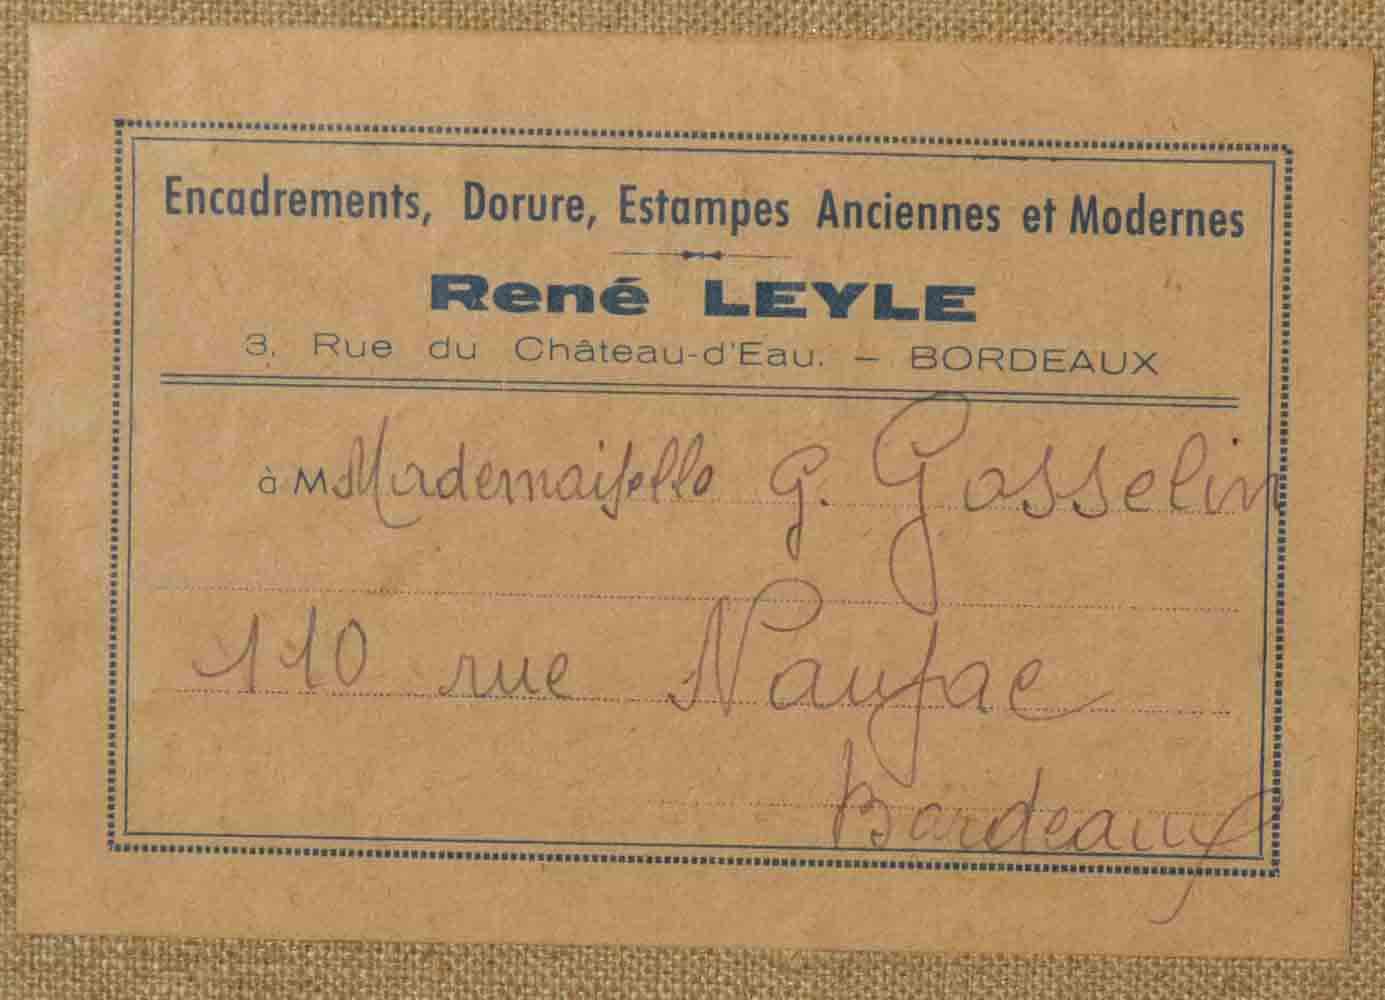 Encadrements, Dorure, Estampes Anciennes et Modernes
René LEYLE
3, Rue du Château-d'Eau. – BORDEAUX
à M Mademoiselle G. Gosselin
110 rue Naujac
Bordeaux